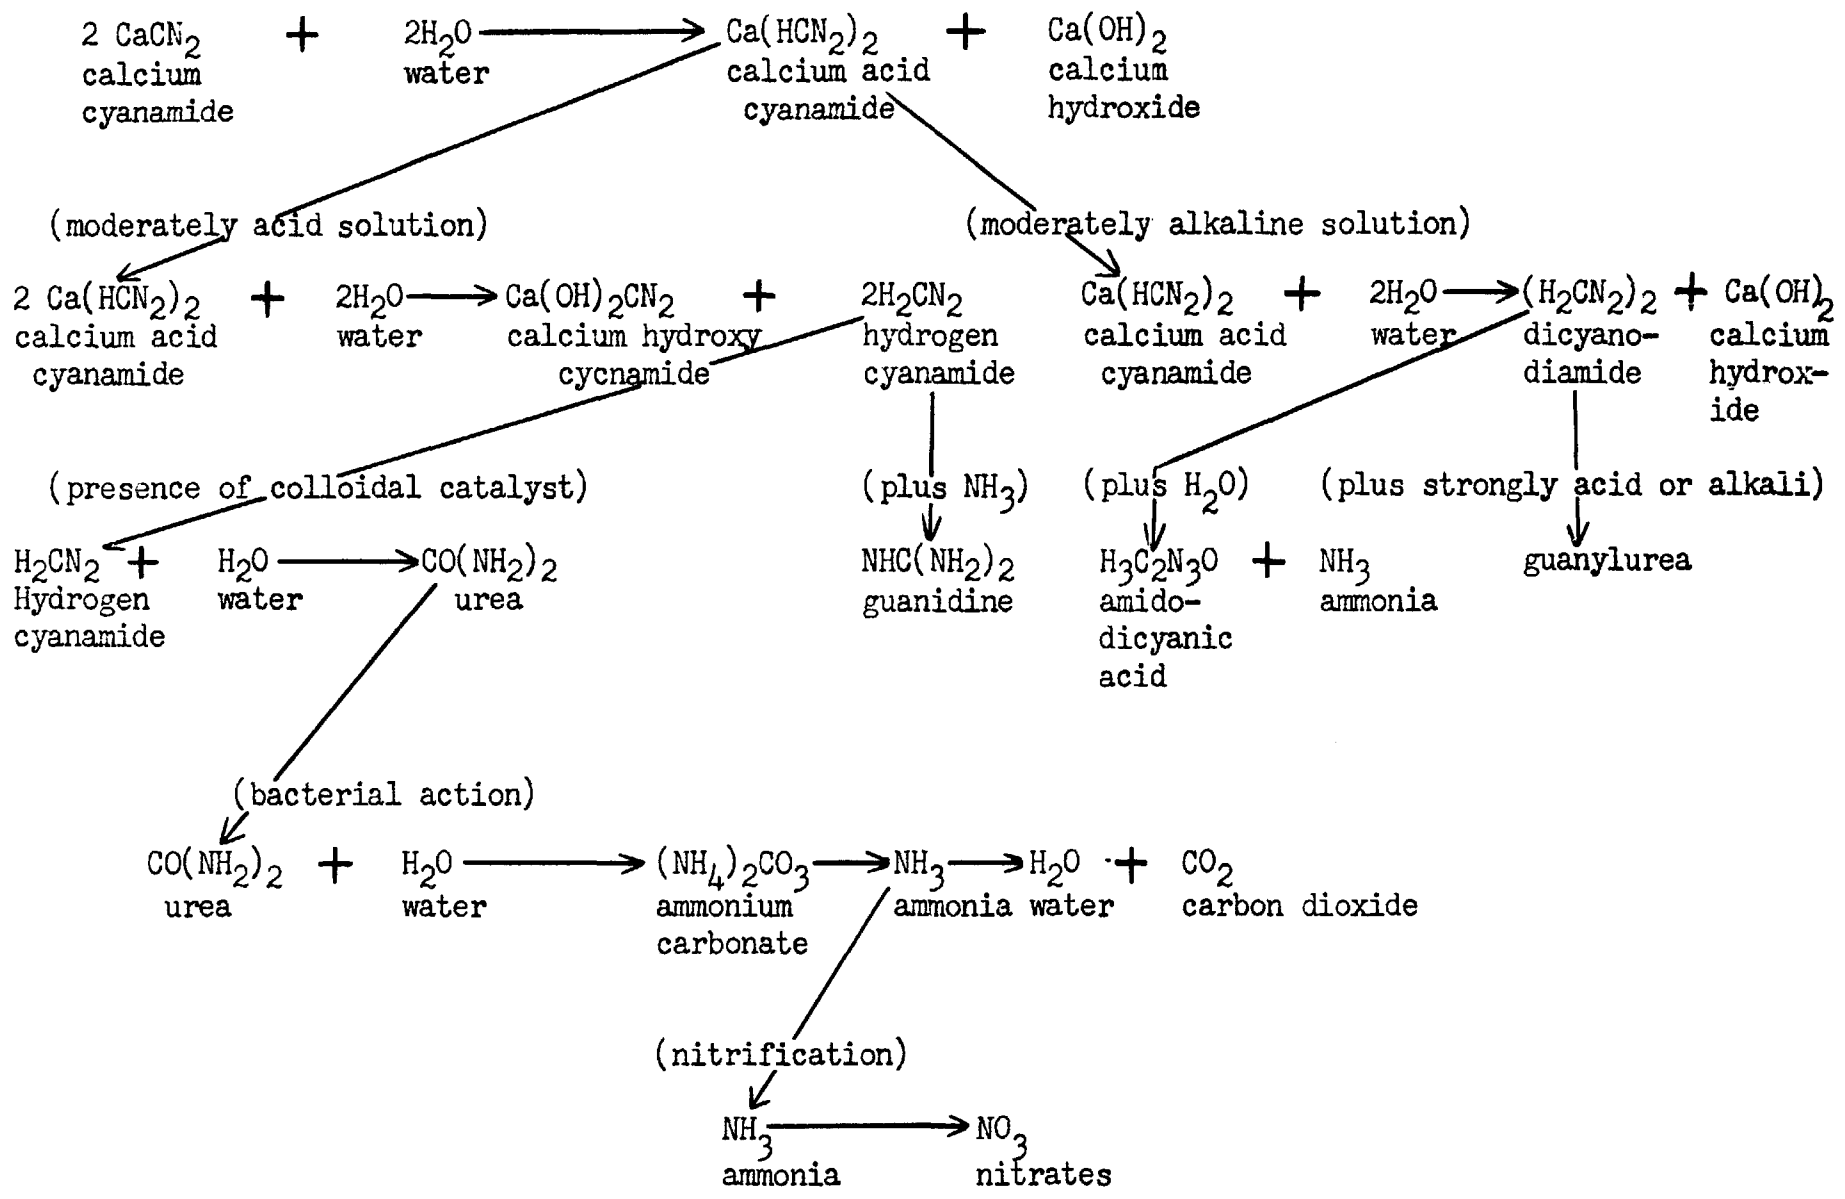 2 CaCN2 + 2H2O → Ca(HCN2)2 + Ca(OH)2
calcium water calcium acid calcium
cyanamide cyanamide hydroxide
(moderately acid solution) (moderately alkaline solution)
2 Ca(HCN2)2 + 2H2O → Ca(OH)2CN2 + 2H2CN2 Ca(HCN2)2 + 2H2O → (H2CN2)2 + Ca(OH)2
calcium acid water calcium hydroxy hydrogen calcium acid water dicyano- calcium
cyanamide cycnamide cyanamide cyanamide diamide hydrox-
ide
(presence of colloidal catalyst) (plus NH3) (plus H2O) (plus strongly acid or alkali)
H2CN2 + H2O → CO(NH2)2 NHC(NH2)2 H3C2N3O + NH3 guanylurea
Hydrogen water urea guanidine amido- ammonia
cyanamide dicyanic
acid
(bacterial action)
CO(NH2)2 + H2O → (NH4)2CO3 → NH3 → H2O + CO2
urea water ammonium ammonia water carbon dioxide
carbonate
(nitrification)
NH3 → NO3
ammonia nitrates